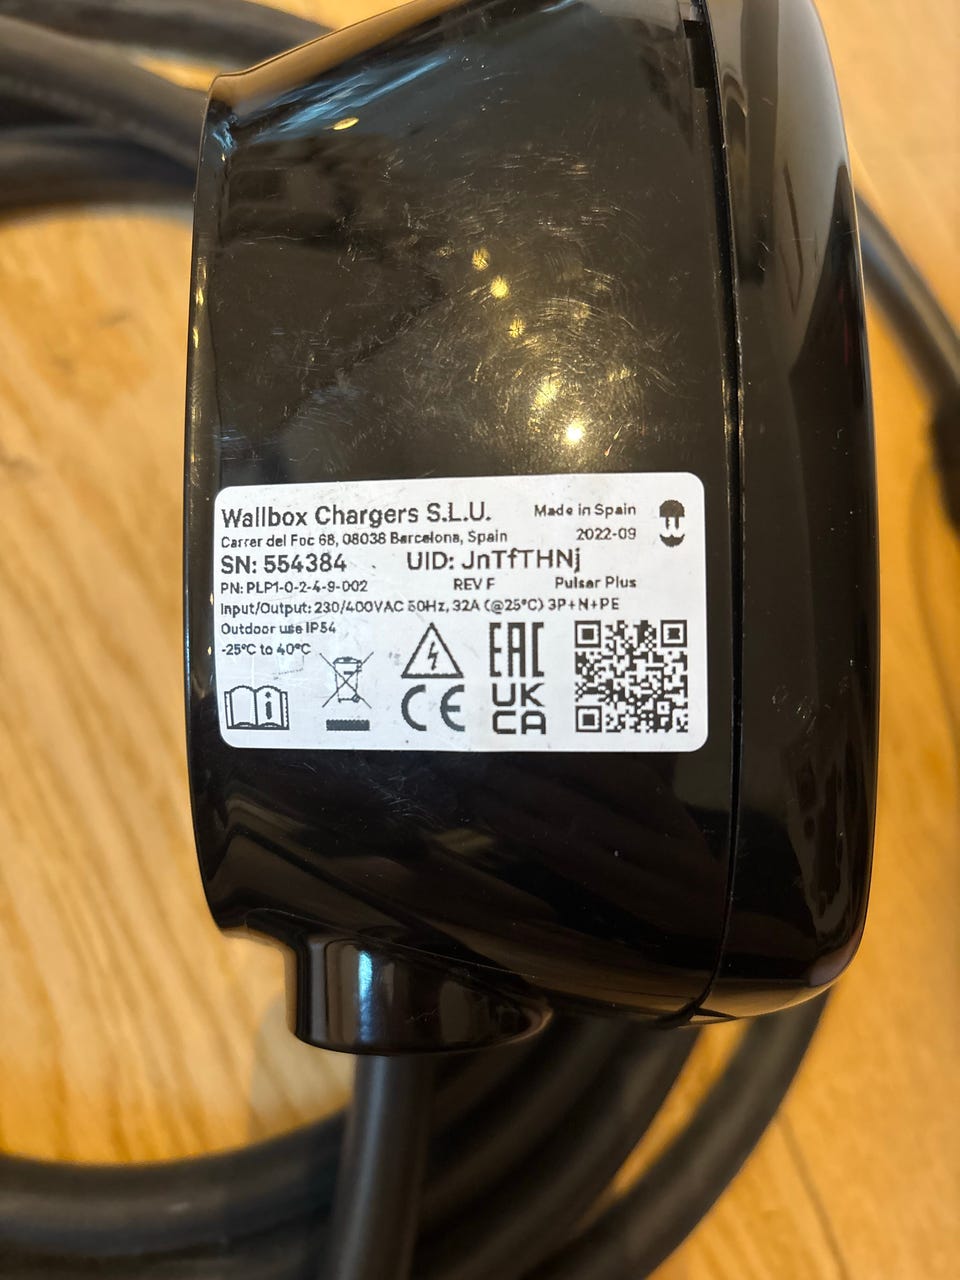 Wallbox Chargers S.L.U.
Made in Spain
Carrer del Foc 68, 08038 Barcelona, Spain
2022-09
SN: 554384 UID: JnTfTHNj
PN: PLP1-0-2-4-9-002 REV F Pulsar Plus
Input/Output: 230/400VAC 50Hz, 32A (@25°C) 3P+N+PE
Outdoor use IP54
-25°C to 40°C
i
CE
EAC
UK
CA